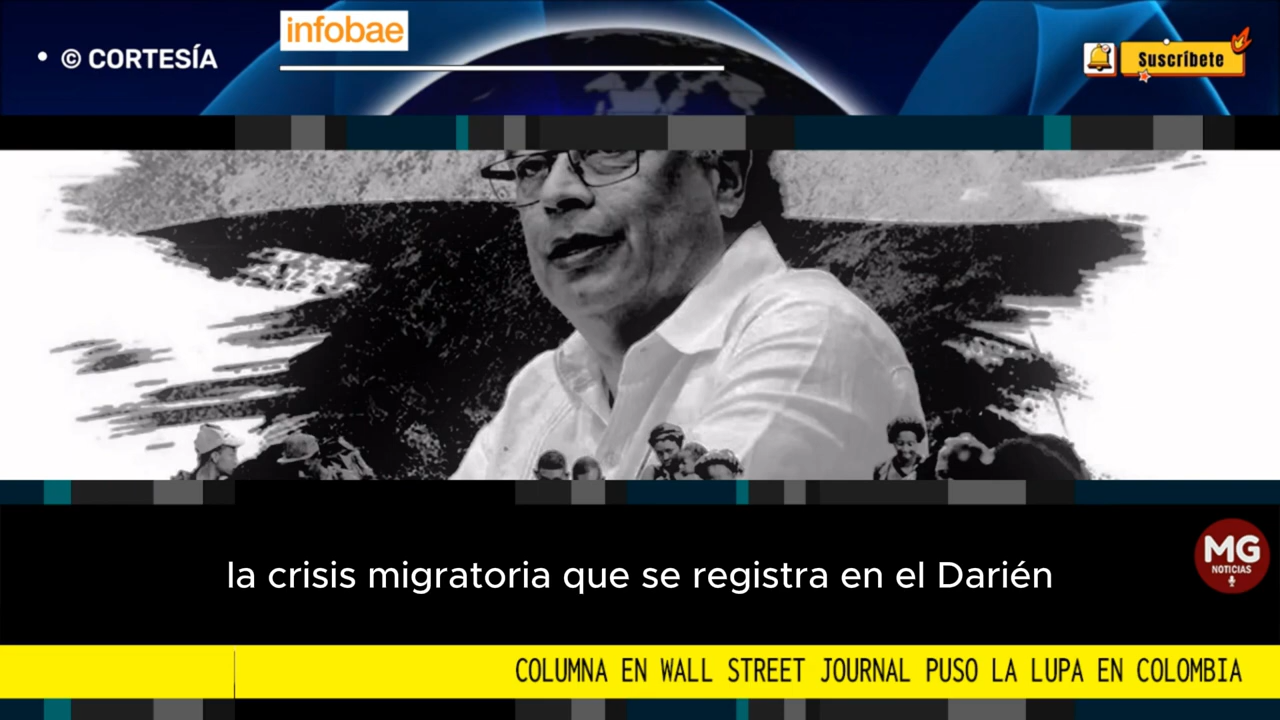 infobae
• © CORTESÍA
Suscríbete
la crisis migratoria que se registra en el Darién
MG
NOTICIAS
COLUMNA EN WALL STREET JOURNAL PUSO LA LUPA EN COLOMBIA